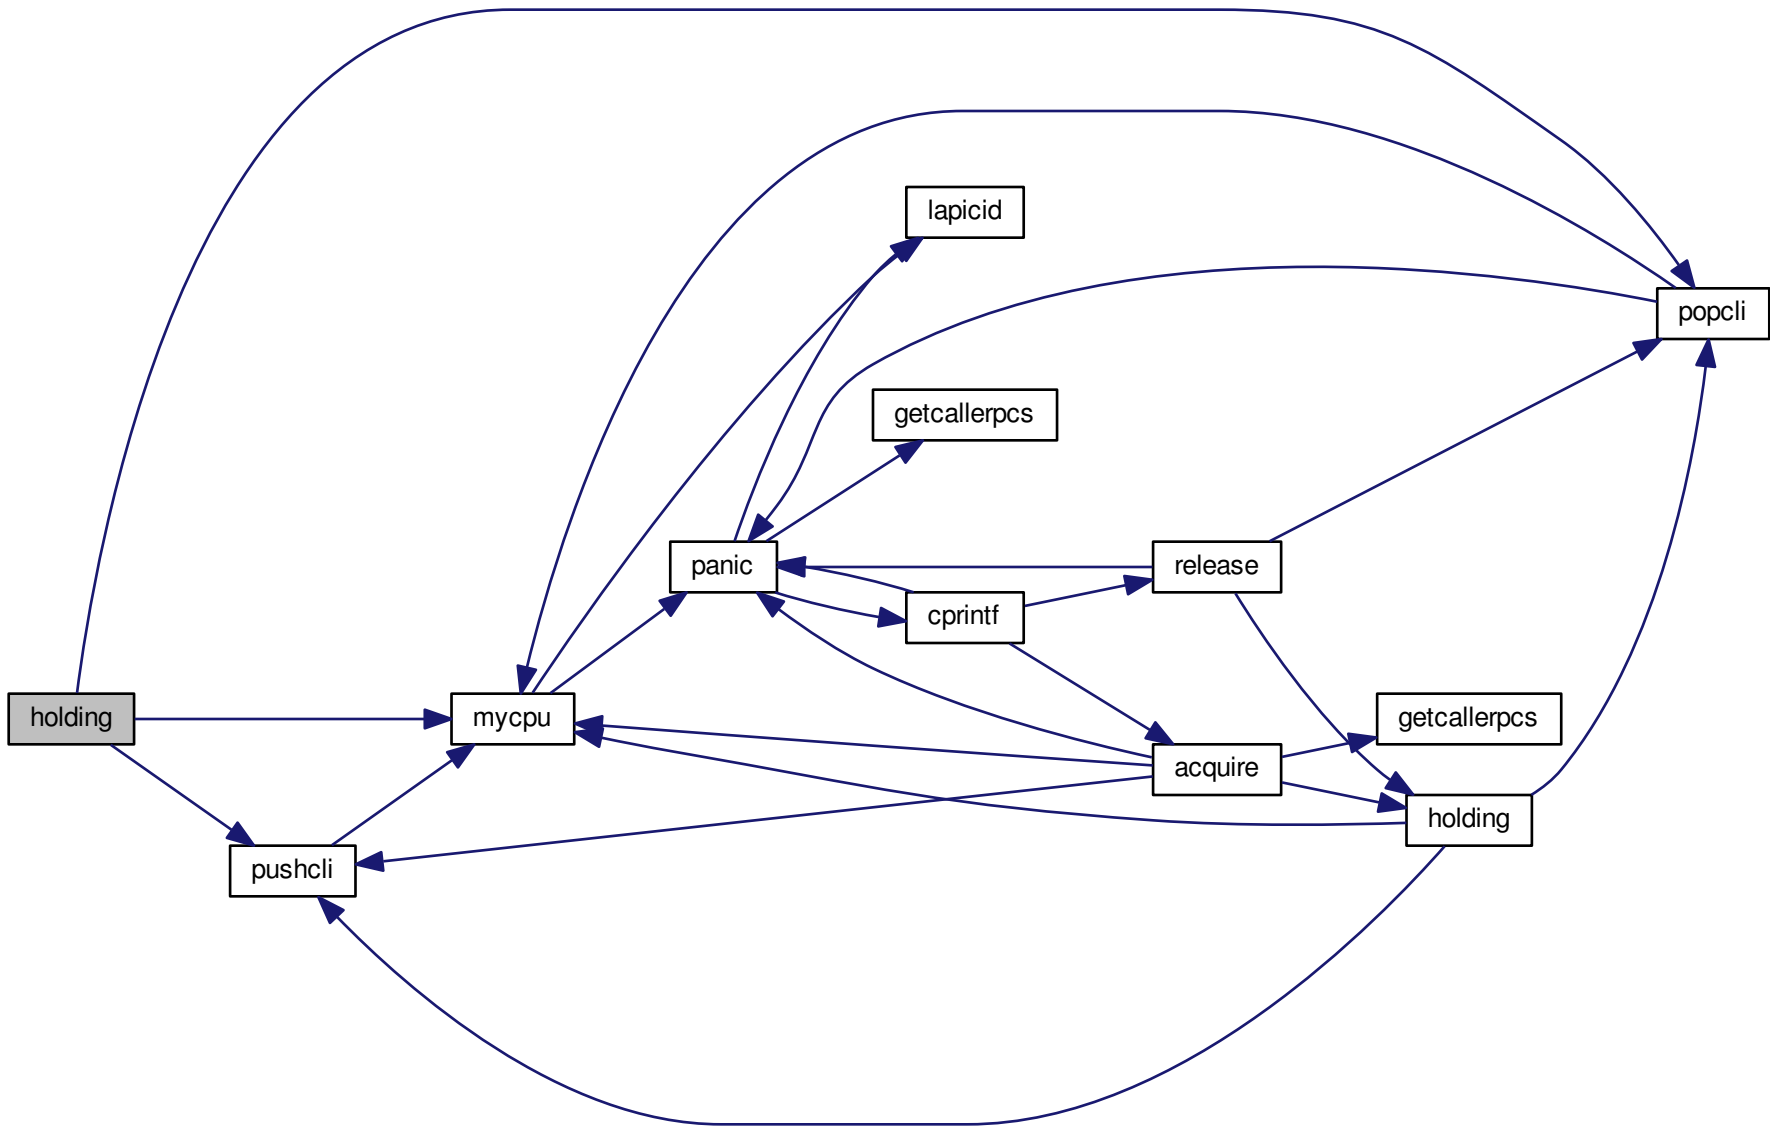 lapicid
popcli
getcallerpcs
panic
release
cprintf
holding
mycpu
getcallerpcs
acquire
holding
pushcli